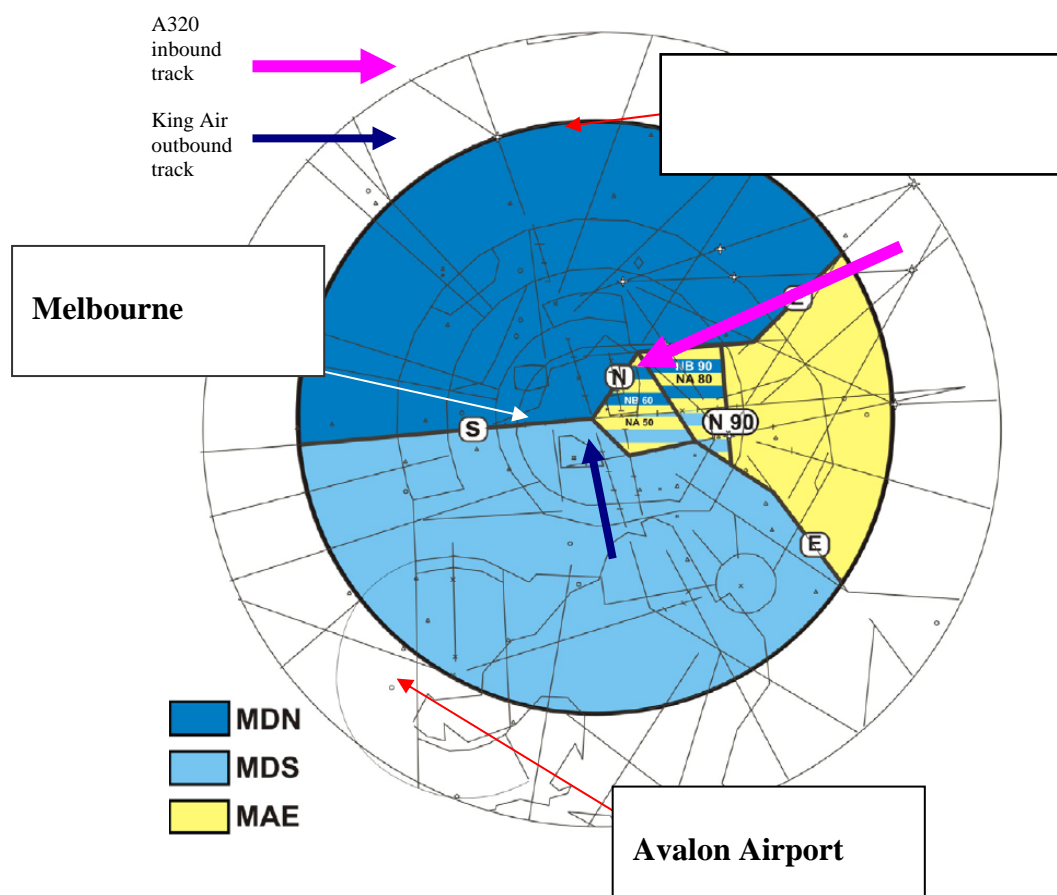 A320
inbound
track
King Air
outbound
track
Melbourne
N
NB 90
NA 80
NB 60
NA 50
N 90
S
E
MDN
MDS
MAE
Avalon Airport